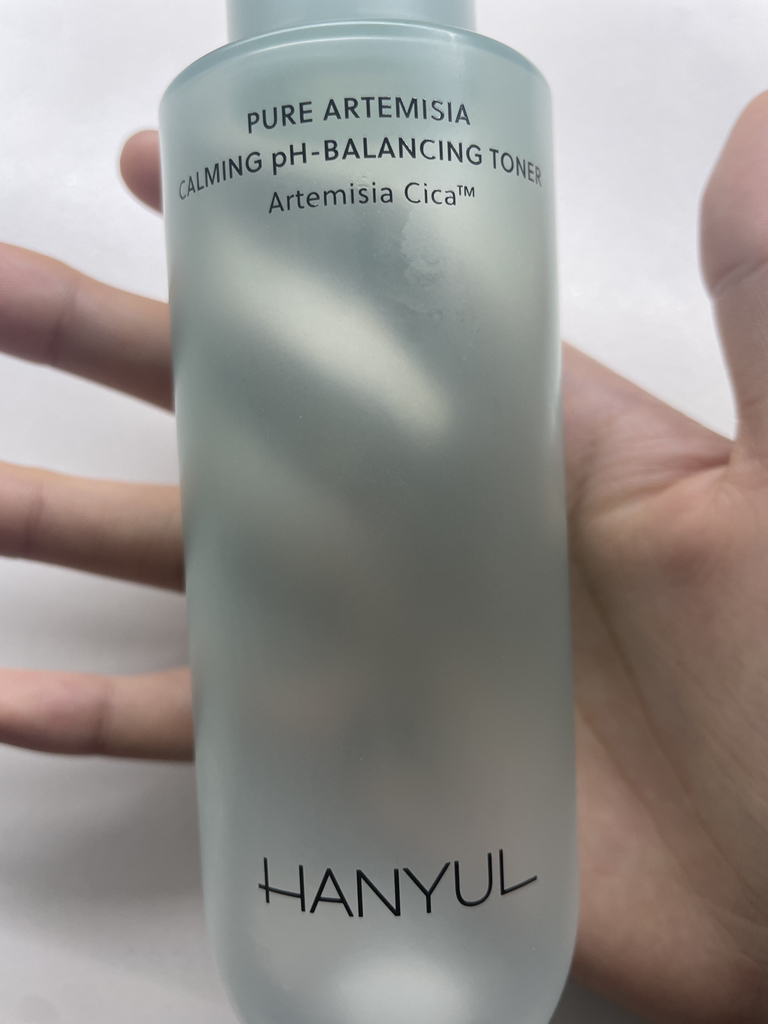 PURE ARTEMISIA
CALMING pH-BALANCING TONER
Artemisia Cica™
HANYUL